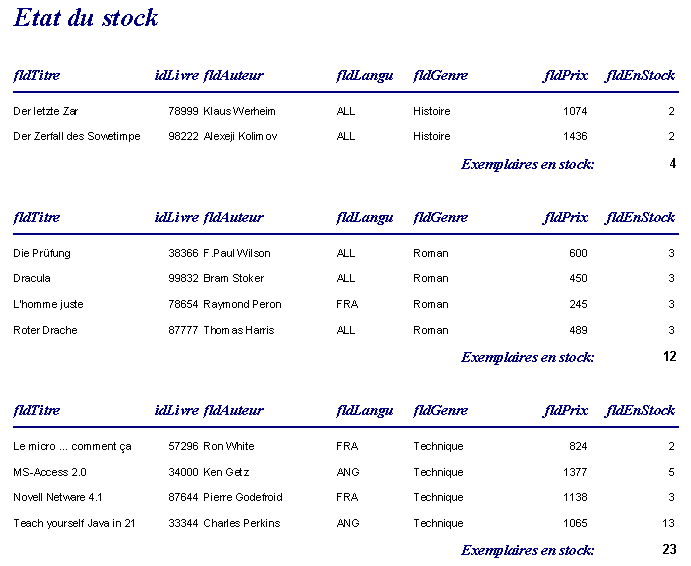 Etat du stock
fldTitre idLivre fldAuteur fldLangu fldGenre fldPrix fldEnStock
Der letzte Zar 78999 Klaus Werheim ALL Histoire 1074 2
Der Zerfall des Sowetimpe 98222 Alexeji Kolimov ALL Histoire 1436 2
Exemplaires en stock: 4
fldTitre idLivre fldAuteur fldLangu fldGenre fldPrix fldEnStock
Die Prüfung 38366 F.Paul Wilson ALL Roman 600 3
Dracula 99832 Bram Stoker ALL Roman 450 3
L'homme juste 78654 Raymond Peron FRA Roman 245 3
Roter Drache 87777 Thomas Harris ALL Roman 489 3
Exemplaires en stock: 12
fldTitre idLivre fldAuteur fldLangu fldGenre fldPrix fldEnStock
Le micro ... comment ça 57296 Ron White FRA Technique 824 2
MS-Access 2.0 34000 Ken Getz ANG Technique 1377 5
Novell Netware 4.1 87644 Pierre Godefroid FRA Technique 1138 3
Teach yourself Java in 21 33344 Charles Perkins ANG Technique 1065 13
Exemplaires en stock: 23